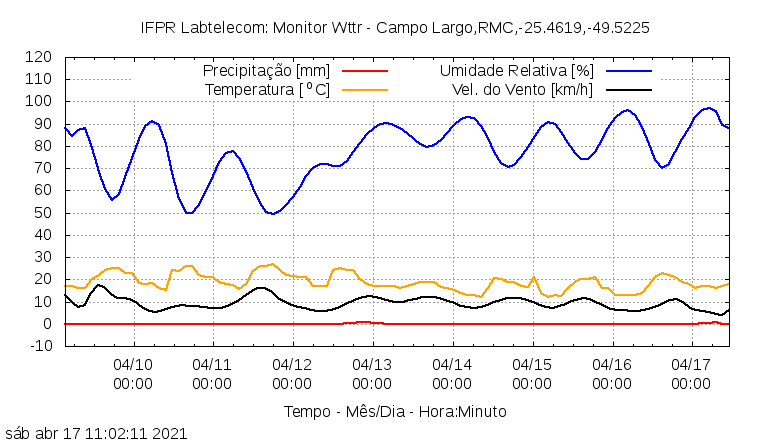 IFPR Labtelecom: Monitor Wttr - Campo Largo,RMC,-25.4619,-49.5225
120
110
100
90
80
70
60
50
40
30
20
10
0
-10
Precipitação [mm]
Temperatura [⁰C]
Umidade Relativa [%]
Vel. do Vento [km/h]
04/10 04/11 04/12 04/13 04/14 04/15 04/16 04/17
00:00 00:00 00:00 00:00 00:00 00:00 00:00 00:00
Tempo - Mês/Dia - Hora:Minuto
sáb abr 17 11:02:11 2021